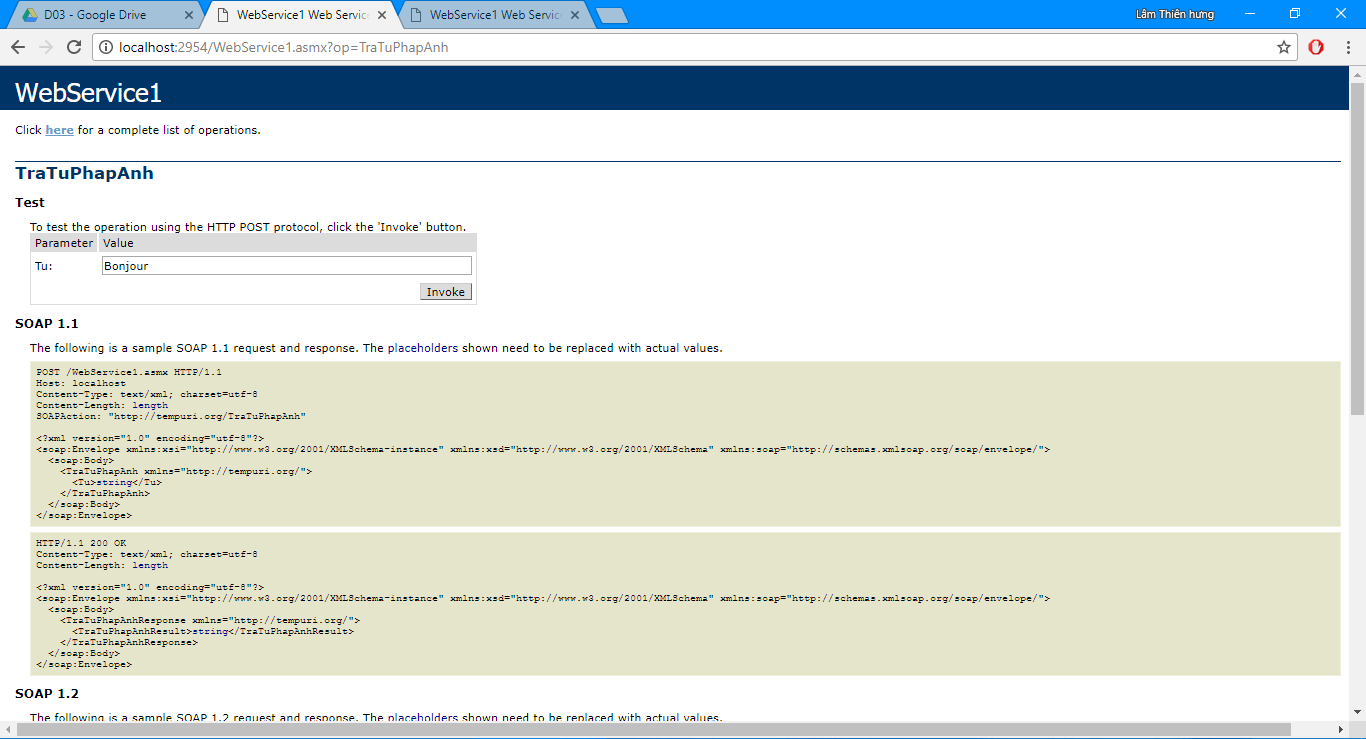 D03 - Google Drive
WebService1 Web Service
WebService1 Web Service
Lâm Thiên hưng
localhost:2954/WebService1.asmx?op=TraTuPhapAnh
WebService1
Click here for a complete list of operations.
TraTuPhapAnh
Test
To test the operation using the HTTP POST protocol, click the 'Invoke' button.
Parameter Value
Tu: Bonjour
Invoke
SOAP 1.1
The following is a sample SOAP 1.1 request and response. The placeholders shown need to be replaced with actual values.
POST /WebService1.asmx HTTP/1.1
Host: localhost
Content-Type: text/xml; charset=utf-8
Content-Length: length
SOAPAction: "http://tempuri.org/TraTuPhapAnh"
<?xml version="1.0" encoding="utf-8"?>
<soap:Envelope xmlns:xsi="http://www.w3.org/2001/XMLSchema-instance" xmlns:xsd="http://www.w3.org/2001/XMLSchema" xmlns:soap="http://schemas.xmlsoap.org/soap/envelope/">
<soap:Body>
<TraTuPhapAnh xmlns="http://tempuri.org/">
<Tu>string</Tu>
</TraTuPhapAnh>
</soap:Body>
</soap:Envelope>
HTTP/1.1 200 OK
Content-Type: text/xml; charset=utf-8
Content-Length: length
<?xml version="1.0" encoding="utf-8"?>
<soap:Envelope xmlns:xsi="http://www.w3.org/2001/XMLSchema-instance" xmlns:xsd="http://www.w3.org/2001/XMLSchema" xmlns:soap="http://schemas.xmlsoap.org/soap/envelope/">
<soap:Body>
<TraTuPhapAnhResponse xmlns="http://tempuri.org/">
<TraTuPhapAnhResult>string</TraTuPhapAnhResult>
</TraTuPhapAnhResponse>
</soap:Body>
</soap:Envelope>
SOAP 1.2
The following is a sample SOAP 1.2 request and response. The placeholders shown need to be replaced with actual values.